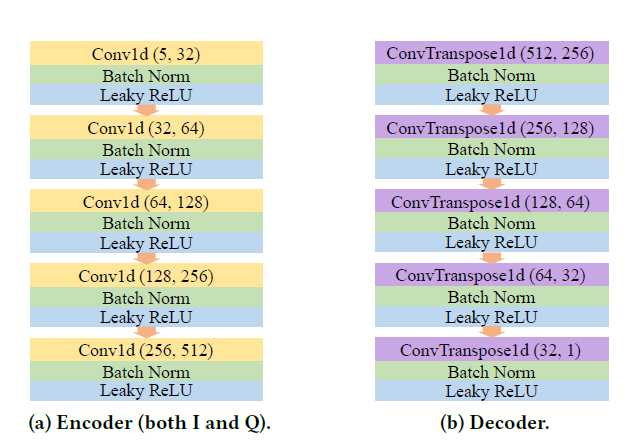 Conv1d (5, 32)
Batch Norm
Leaky ReLU
Conv1d (32, 64)
Batch Norm
Leaky ReLU
Conv1d (64, 128)
Batch Norm
Leaky ReLU
Conv1d (128, 256)
Batch Norm
Leaky ReLU
Conv1d (256, 512)
Batch Norm
Leaky ReLU
(a) Encoder (both I and Q).
ConvTranspose1d (512, 256)
Batch Norm
Leaky ReLU
ConvTranspose1d (256, 128)
Batch Norm
Leaky ReLU
ConvTranspose1d (128, 64)
Batch Norm
Leaky ReLU
ConvTranspose1d (64, 32)
Batch Norm
Leaky ReLU
ConvTranspose1d (32, 1)
Batch Norm
Leaky ReLU
(b) Decoder.